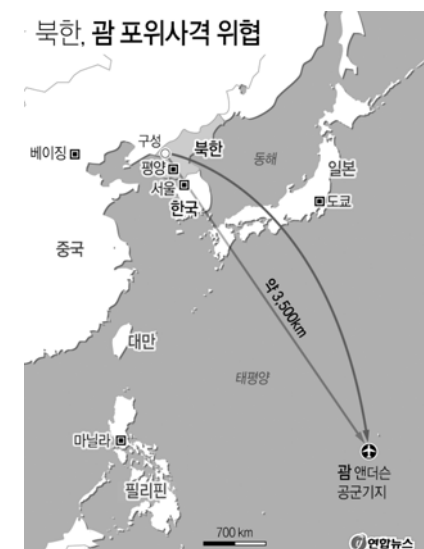 북한, 괌 포위사격 위협
구성
베이징
북한
평양
동해
서울
일본
한국
도쿄
중국
약 3,500km
대만
태평양
마닐라
괌 앤더슨
공군기지
필리핀
700 km
연합뉴스